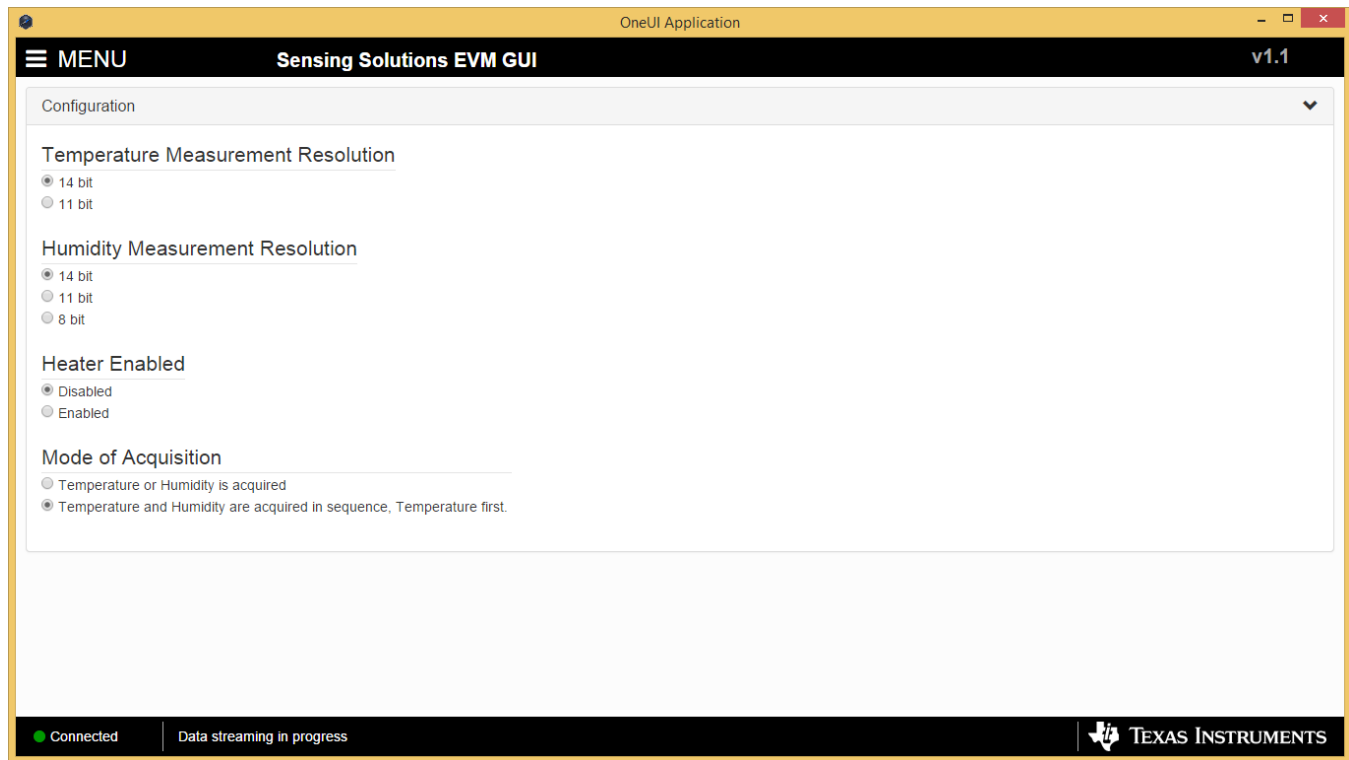 OneUI Application
MENU
Sensing Solutions EVM GUI
v1.1
Configuration
Temperature Measurement Resolution
14 bit
11 bit
Humidity Measurement Resolution
14 bit
11 bit
8 bit
Heater Enabled
Disabled
Enabled
Mode of Acquisition
Temperature or Humidity is acquired
Temperature and Humidity are acquired in sequence, Temperature first.
Connected
Data streaming in progress
TEXAS INSTRUMENTS